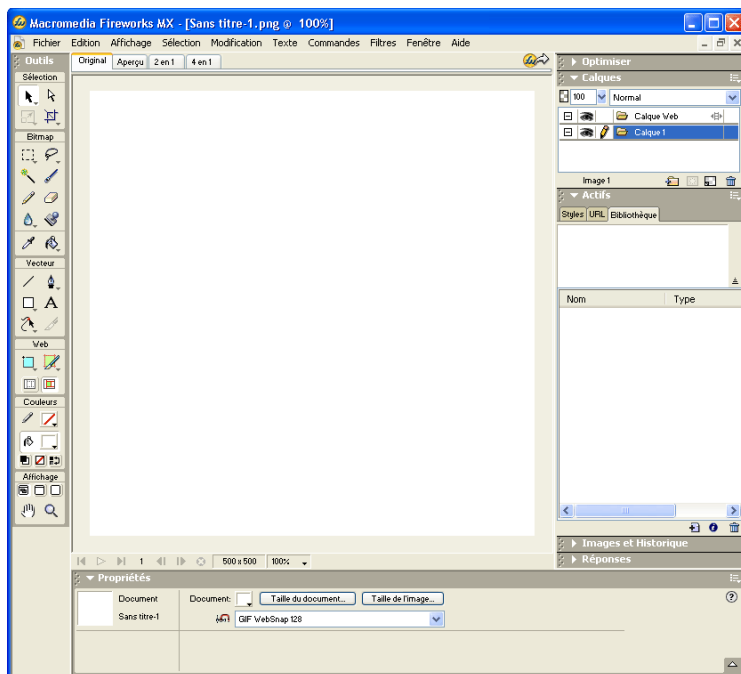 Macromedia Fireworks MX - [Sans titre-1.png @ 100%]
Fichier Edition Affichage Sélection Modification Texte Commandes Filtres Fenêtre Aide
Outils
Original Aperçu 2 en 1 4 en 1
Optimiser
Sélection
Calques
100 Normal
Calque Web
Calque 1
Bitmap
Image 1
Actifs
Styles URL Bibliothèque
Vecteur
Nom Type
A
Web
Couleurs
Affichage
Images et Historique
1 500 x 500 100%
Réponses
Propriétés
Document Document: Taille du document... Taille de l'image...
Sans titre-1 GIF WebSnap 128